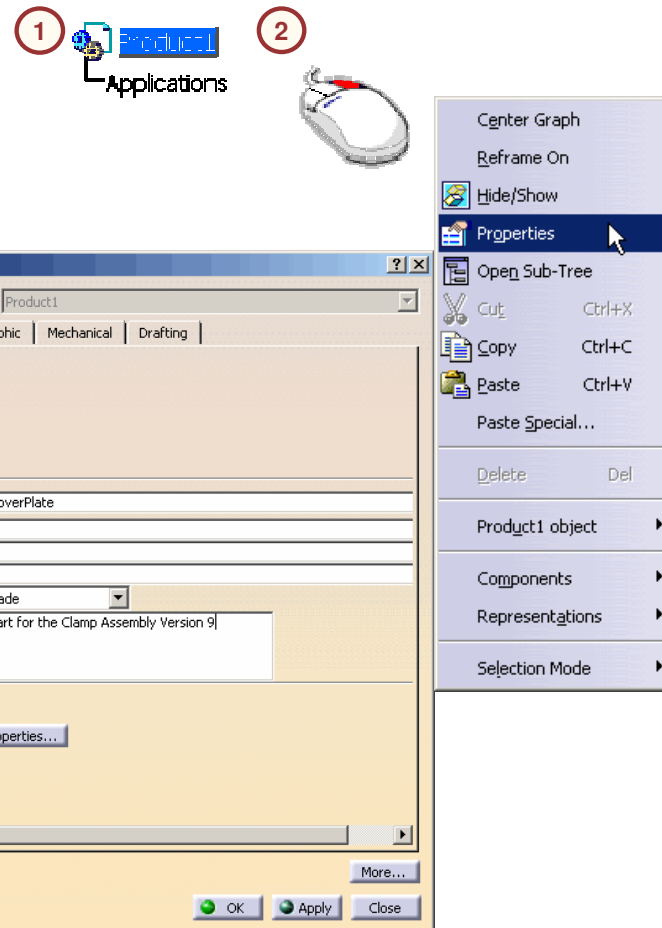 1
Product1
2
Applications
Center Graph
Reframe On
Hide/Show
Properties
Open Sub-Tree
Cut Ctrl+X
Copy Ctrl+C
Paste Ctrl+V
Paste Special...
Delete Del
Product1 object
Components
Representations
Selection Mode
?
Product1
phic Mechanical Drafting
overPlate
ade
art for the Clamp Assembly Version 9
operties...
More...
OK Apply Close